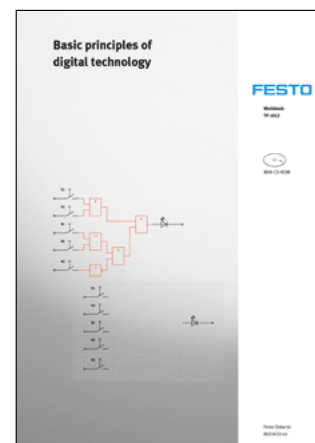 Basic principles of
digital technology
FESTO
Workbook
TP 1012
With CD-ROM
Festo Didactic